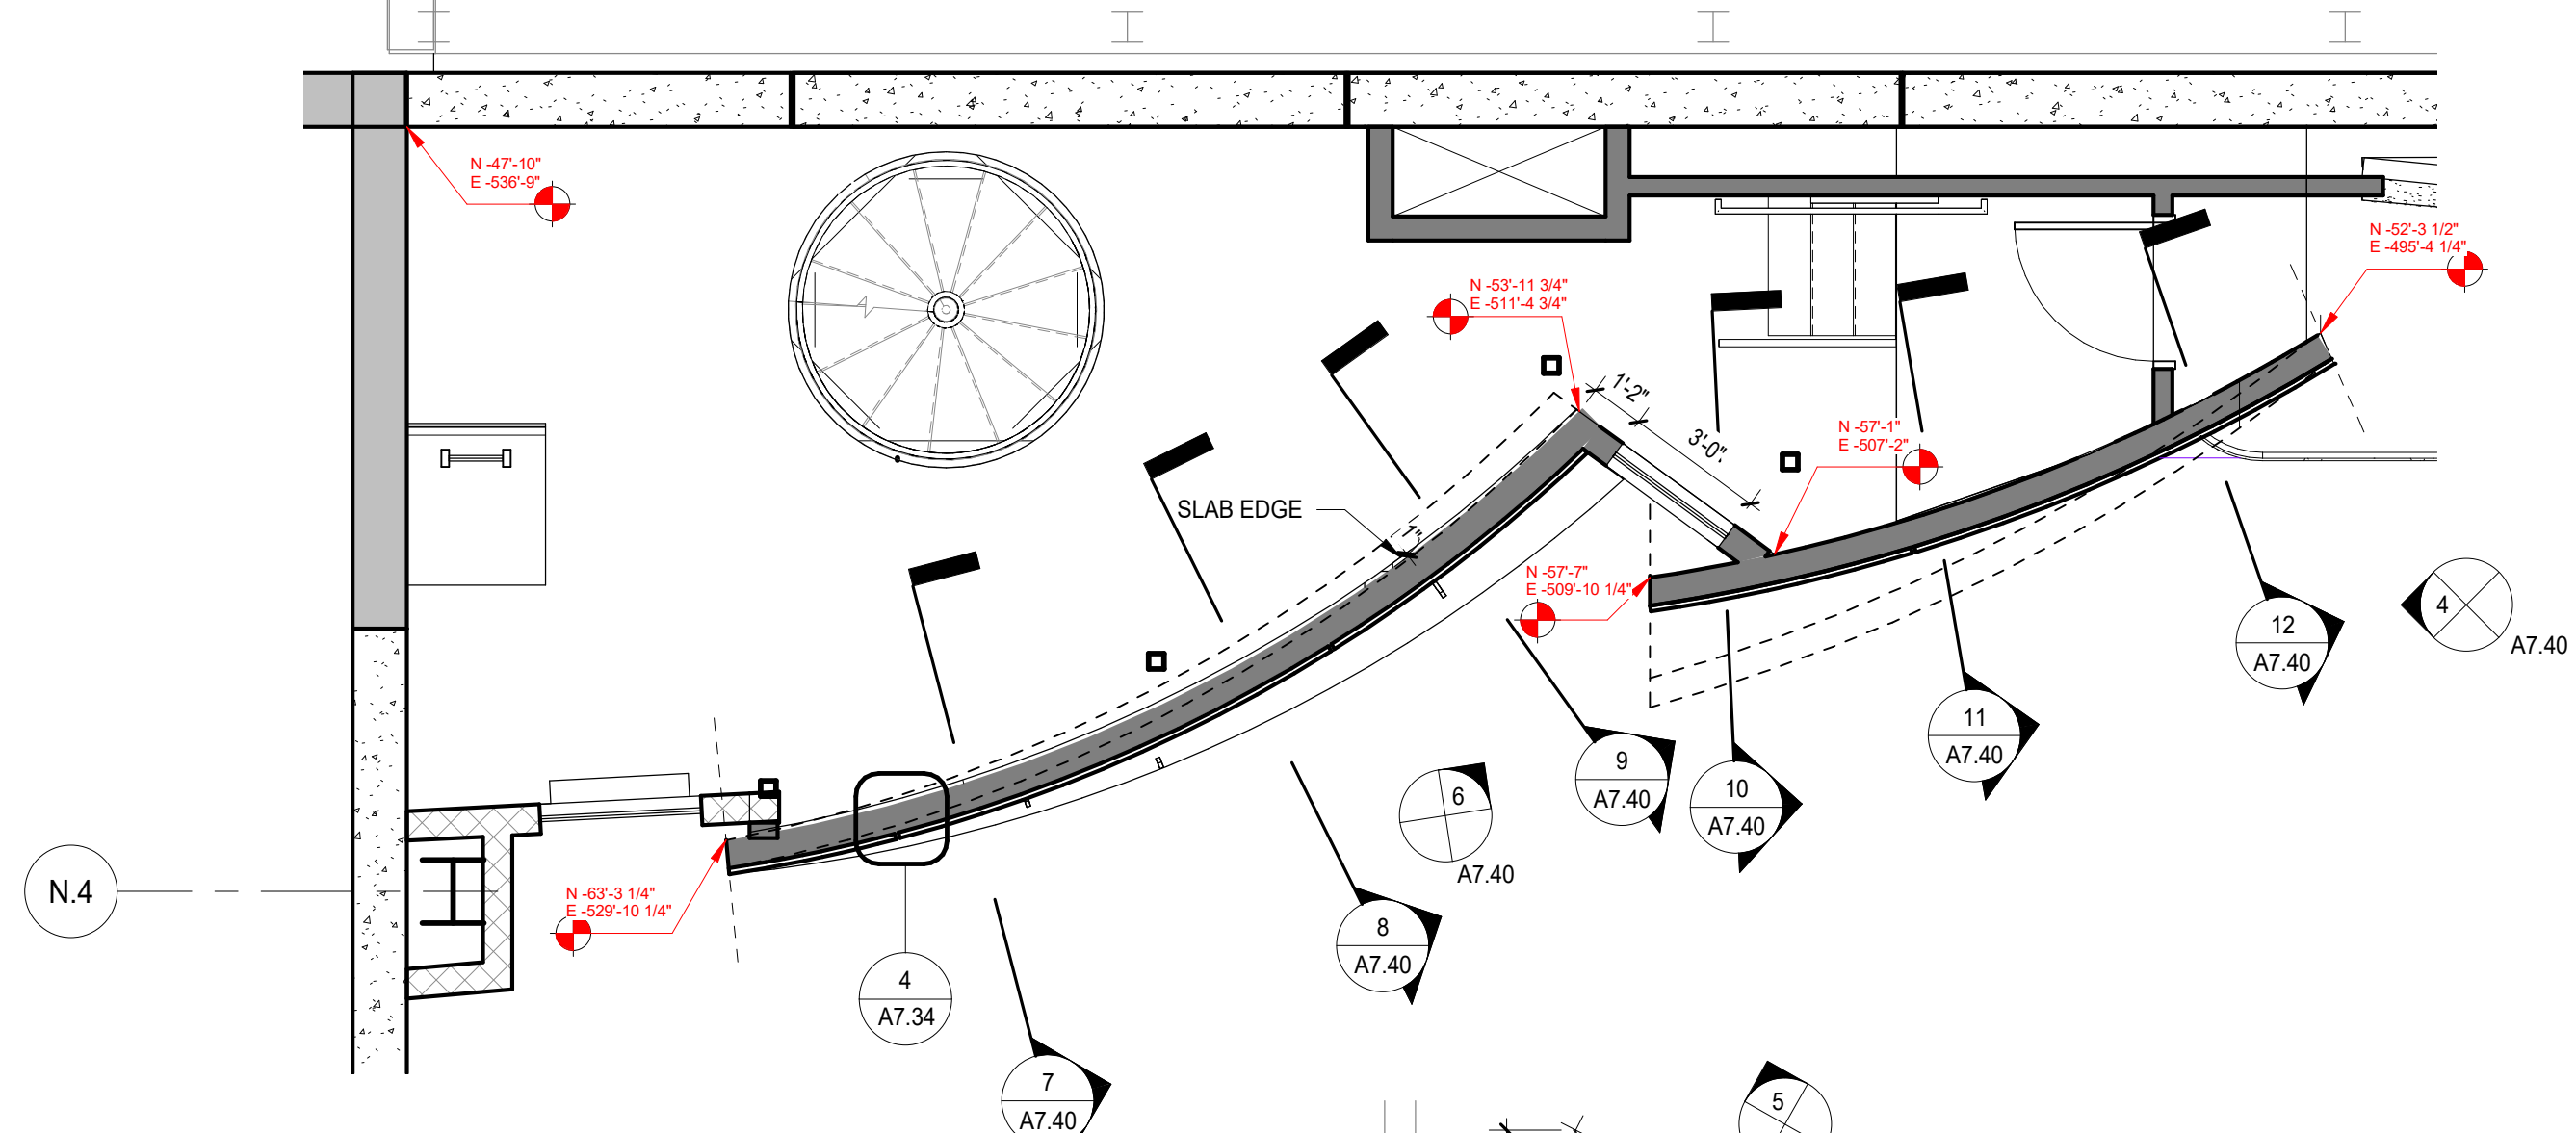 N -47'-10"
E -536'-9"
N -52'-3 1/2"
E -495'-4 1/4"
N -53'-11 3/4"
E -511'-4 3/4"
1'-2"
3'-0"
N -57'-1"
E -507'-2"
SLAB EDGE
1"
N -57'-7"
E -509'-10 1/4"
4
A7.40
12
A7.40
11
A7.40
9
A7.40
10
A7.40
6
A7.40
N.4
N -63'-3 1/4"
E -529'-10 1/4"
8
A7.40
4
A7.34
7
A7.40
5